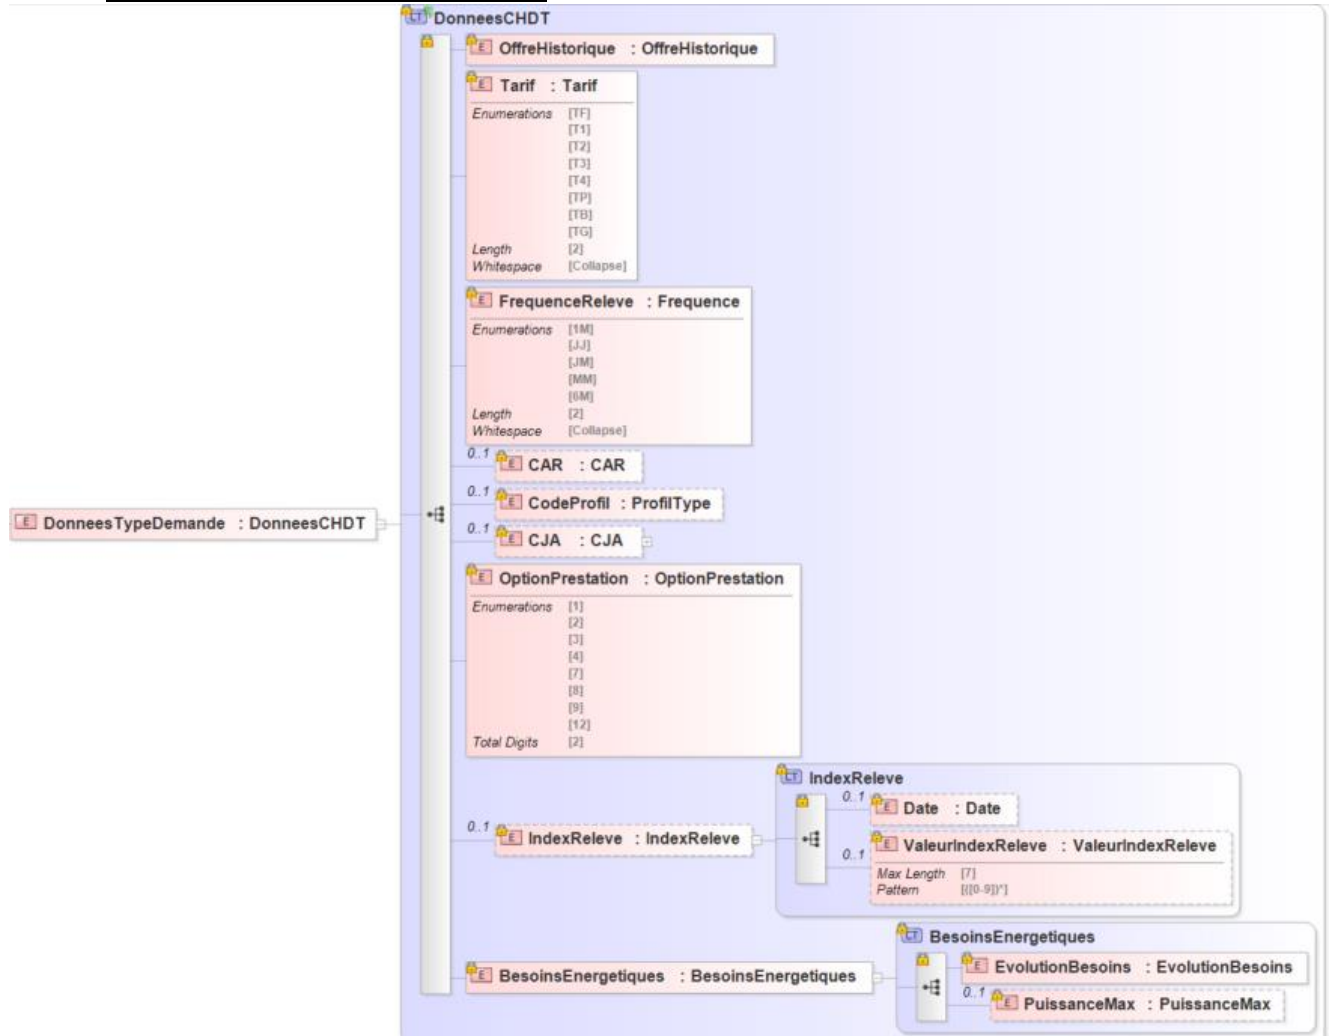 CT DonneesCHDT
E OffreHistorique : OffreHistorique
E Tarif : Tarif
Enumerations [TF]
[T1]
[T2]
[T3]
[T4]
[TP]
[TB]
[TG]
Length [2]
Whitespace [Collapse]
E FrequenceReleve : Frequence
Enumerations [1M]
[JJ]
[JM]
[MM]
[6M]
Length [2]
Whitespace [Collapse]
0..1 E CAR : CAR
0..1 E CodeProfil : ProfilType
E DonneesTypeDemande : DonneesCHDT
0..1 E CJA : CJA
E OptionPrestation : OptionPrestation
Enumerations [1]
[2]
[3]
[4]
[7]
[8]
[9]
[12]
Total Digits [2]
CT IndexReleve
0..1 E Date : Date
0..1 E IndexReleve : IndexReleve
0..1 E ValeurIndexReleve : ValeurIndexReleve
Max Length [7]
Pattern [([0-9])*]
CT BesoinsEnergetiques
E BesoinsEnergetiques : BesoinsEnergetiques
E EvolutionBesoins : EvolutionBesoins
0..1 E PuissanceMax : PuissanceMax